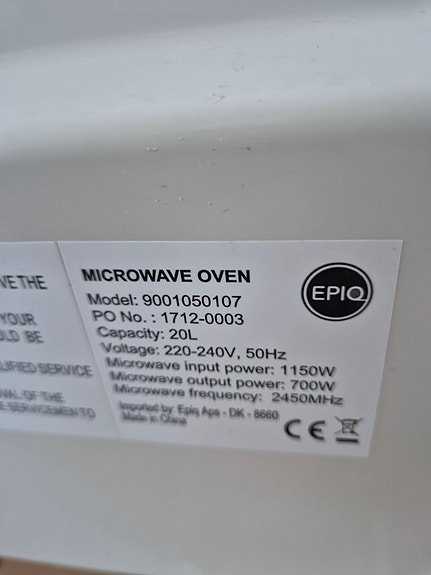 VE THE
YOUR
ULD BE
LIFIED SERVICE
VAL OF THE
E SERVICEMEN TO
MICROWAVE OVEN
Model: 9001050107
PO No. : 1712-0003
Capacity: 20L
Voltage: 220-240V, 50Hz
Microwave input power: 1150W
Microwave output power: 700W
Microwave frequency: 2450MHz
Imported by: Epiq Aps - DK - 8660
Made in China
EPIQ
CE